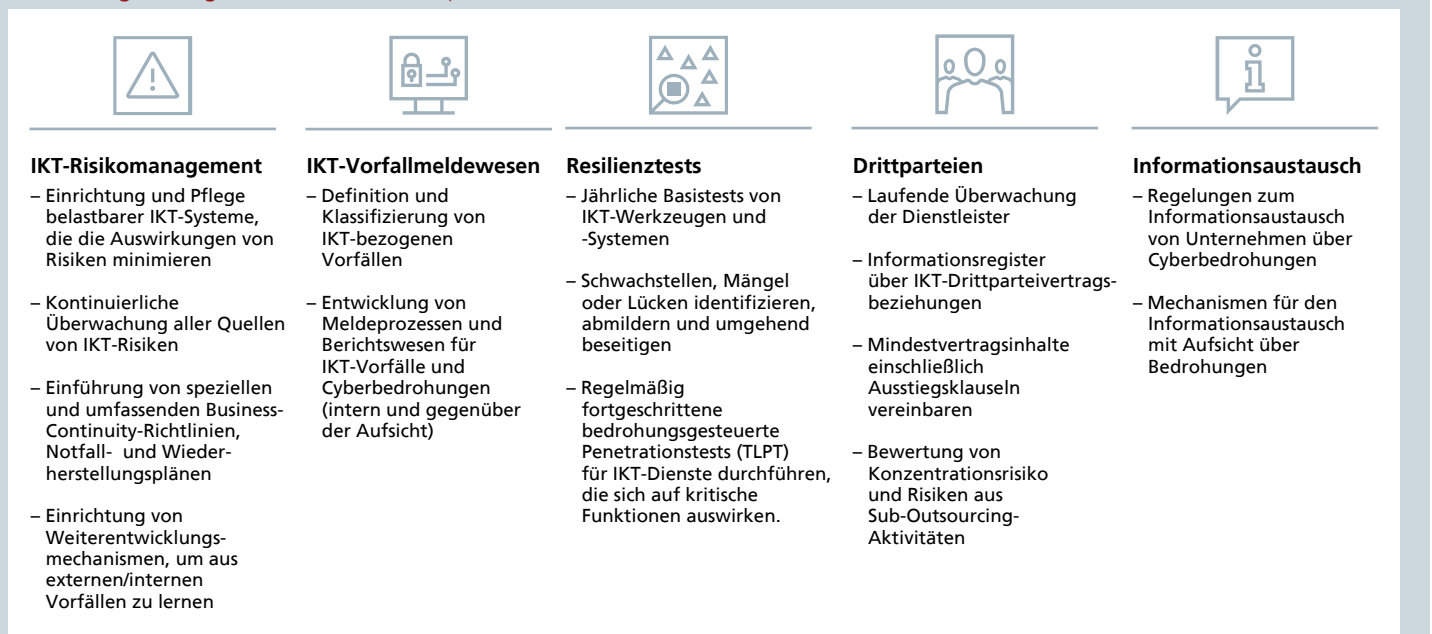 IKT-Risikomanagement
– Einrichtung und Pflege
belastbarer IKT-Systeme,
die die Auswirkungen von
Risiken minimieren
– Kontinuierliche
Überwachung aller Quellen
von IKT-Risiken
– Einführung von speziellen
und umfassenden Business-
Continuity-Richtlinien,
Notfall- und Wieder-
herstellungsplänen
– Einrichtung von
Weiterentwicklungs-
mechanismen, um aus
externen/internen
Vorfällen zu lernen
IKT-Vorfallmeldewesen
– Definition und
Klassifizierung von
IKT-bezogenen
Vorfällen
– Entwicklung von
Meldeprozessen und
Berichtswesen für
IKT-Vorfälle und
Cyberbedrohungen
(intern und gegenüber
der Aufsicht)
Resilienztests
– Jährliche Basistests von
IKT-Werkzeugen und
-Systemen
– Schwachstellen, Mängel
oder Lücken identifizieren,
abmildern und umgehend
beseitigen
– Regelmäßig
fortgeschrittene
bedrohungsgesteuerte
Penetrationstests (TLPT)
für IKT-Dienste durchführen,
die sich auf kritische
Funktionen auswirken.
Drittparteien
– Laufende Überwachung
der Dienstleister
– Informationsregister
über IKT-Drittparteivertrags-
beziehungen
– Mindestvertragsinhalte
einschließlich
Ausstiegsklauseln
vereinbaren
– Bewertung von
Konzentrationsrisiko
und Risiken aus
Sub-Outsourcing-
Aktivitäten
Informationsaustausch
– Regelungen zum
Informationsaustausch
von Unternehmen über
Cyberbedrohungen
– Mechanismen für den
Informationsaustausch
mit Aufsicht über
Bedrohungen